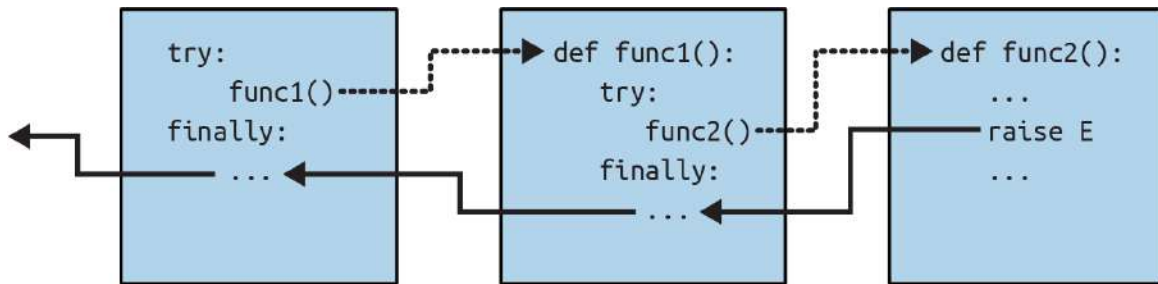 try:
func1()
finally:
...
def func1():
try:
func2()
finally:
...
def func2():
...
raise E
...